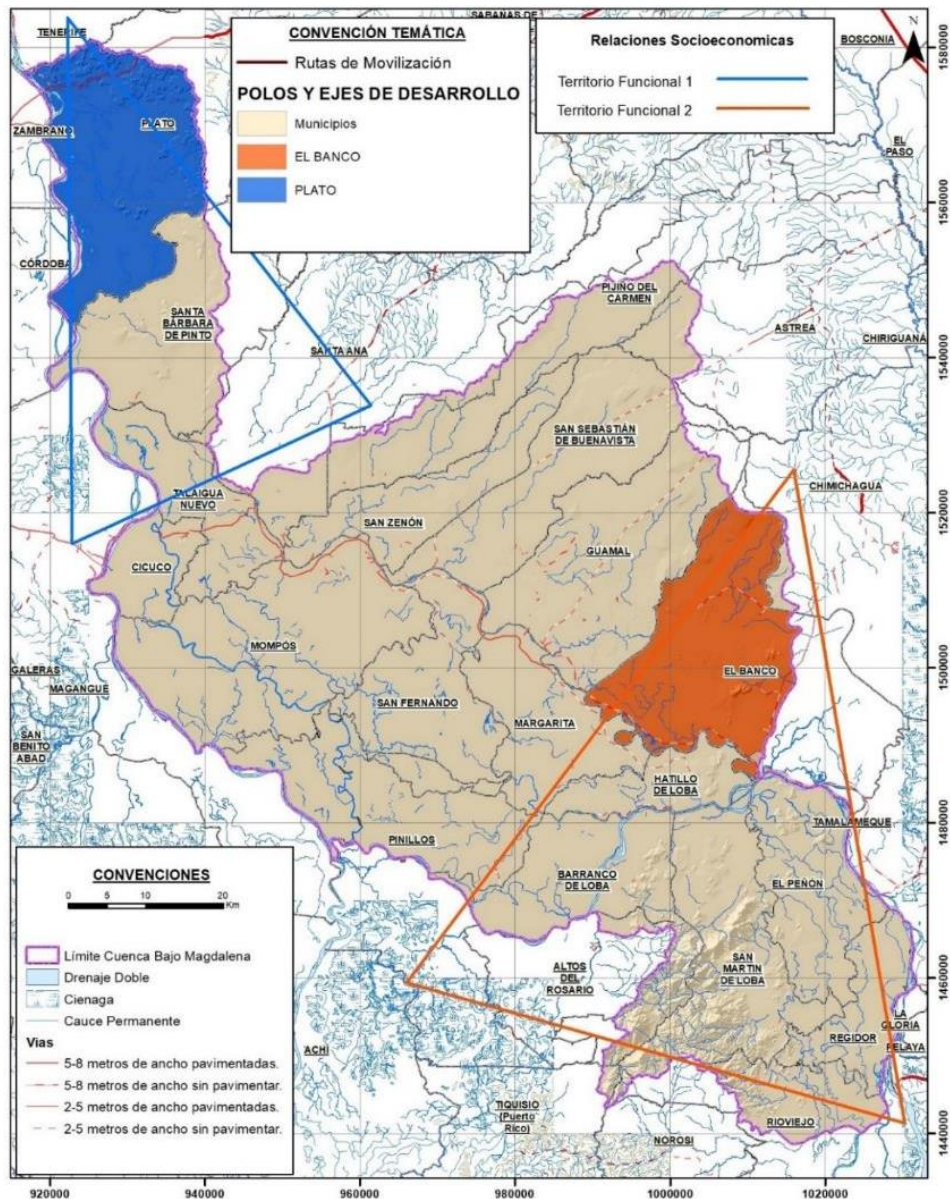 SABANAS DE
TENERIFE
BOSCONIA
N
CONVENCIÓN TEMÁTICA
Rutas de Movilización
POLOS Y EJES DE DESARROLLO
Municipios
EL BANCO
PLATO
Relaciones Socioeconomicas
Territorio Funcional 1
Territorio Funcional 2
PLATO
ZAMBRANO
EL
PASO
CÓRDOBA
SANTA
BÁRBARA
DE PINTO
PIJIÑO DEL
CARMEN
ASTREA
CHIRIGUANA
SANTA ANA
SAN SEBASTIÁN
DE BUENAVISTA
CHIMICHAGUA
TALAIGUA
NUEVO
SAN ZENÓN
GUAMAL
CICUCO
MOMPÓS
EL BANCO
GALERAS
MAGANGUE
SAN FERNANDO
MARGARITA
SAN
BENITO
ABAD
HATILLO
DE LOBA
TAMALAMEQUE
PINILLOS
BARRANCO
DE LOBA
EL PEÑÓN
ALTOS
DEL
ROSARIO
SAN
MARTIN
DE LOBA
LA
GLORIA
REGIDOR
PELAYA
ACHI
TIQUISIO
(Puerto
Rico)
RIOVIEJO
NOROSI
CONVENCIONES
0 5 10 20
Km
Límite Cuenca Bajo Magdalena
Drenaje Doble
Cienaga
Cauce Permanente
Vias
5-8 metros de ancho pavimentadas.
5-8 metros de ancho sin pavimentar.
2-5 metros de ancho pavimentadas.
2-5 metros de ancho sin pavimentar.
1580000
1560000
1540000
1520000
1500000
1480000
1460000
1440000
920000 940000 960000 980000 1000000 1020000